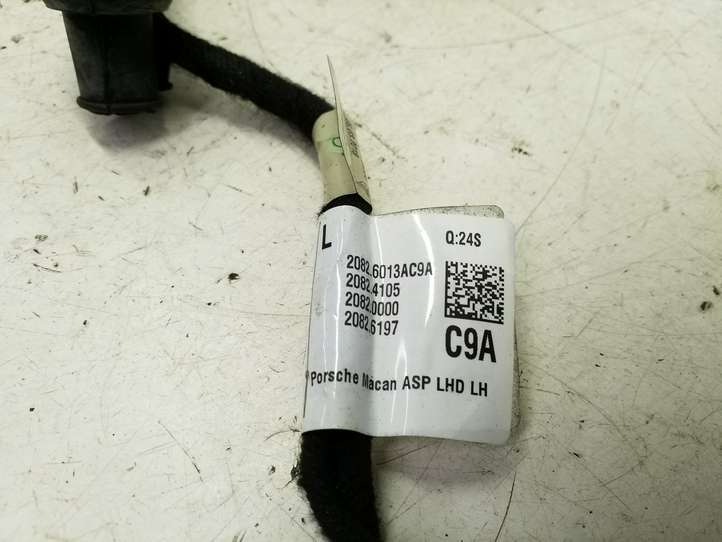 L
Q:24S
2082.6013AC9A
2082.4105
2082.0000
2082.6197
C9A
Porsche Macan ASP LHD LH